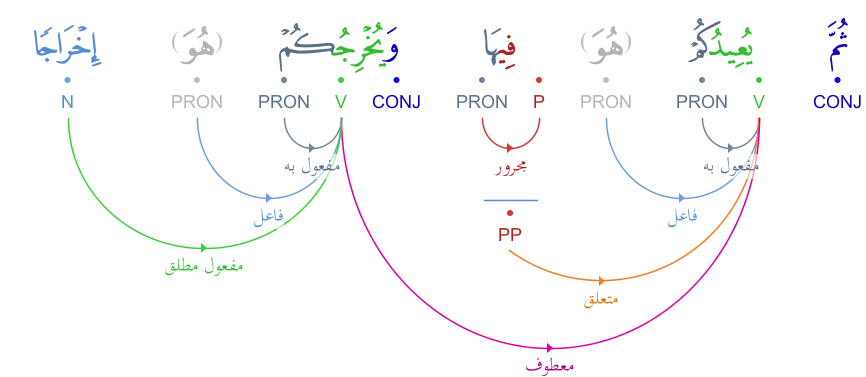 ثُمَّ يُعِيدُكُمْ (هُوَ) فِيهَا وَيُخْرِجُكُمْ (هُوَ) إِخْرَاجًا
CONJ V PRON PRON P PRON CONJ V PRON PRON N
مفعول به مجرور مفعول به
فاعل فاعل
PP
مفعول مطلق
متعلق
معطوف